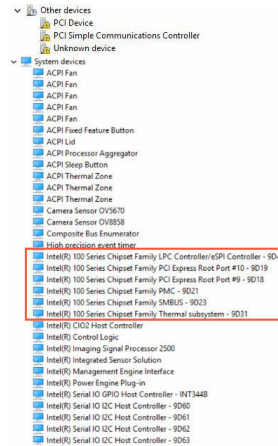 Other devices
PCI Device
PCI Simple Communications Controller
Unknown device
System devices
ACPI Fan
ACPI Fan
ACPI Fan
ACPI Fan
ACPI Fan
ACPI Fixed Feature Button
ACPI Lid
ACPI Processor Aggregator
ACPI Sleep Button
ACPI Thermal Zone
ACPI Thermal Zone
ACPI Thermal Zone
Camera Sensor OV5670
Camera Sensor OV8858
Composite Bus Enumerator
High precision event timer
Intel(R) 100 Series Chipset Family LPC Controller/eSPI Controller - 9D4
Intel(R) 100 Series Chipset Family PCI Express Root Port #10 - 9D19
Intel(R) 100 Series Chipset Family PCI Express Root Port #9 - 9D18
Intel(R) 100 Series Chipset Family PMC - 9D21
Intel(R) 100 Series Chipset Family SMBUS - 9D23
Intel(R) 100 Series Chipset Family Thermal subsystem - 9D31
Intel(R) CIO2 Host Controller
Intel(R) Control Logic
Intel(R) Imaging Signal Processor 2500
Intel(R) Integrated Sensor Solution
Intel(R) Management Engine Interface
Intel(R) Power Engine Plug-in
Intel(R) Serial IO GPIO Host Controller - INT344B
Intel(R) Serial IO I2C Host Controller - 9D60
Intel(R) Serial IO I2C Host Controller - 9D61
Intel(R) Serial IO I2C Host Controller - 9D62
Intel(R) Serial IO I2C Host Controller - 9D63